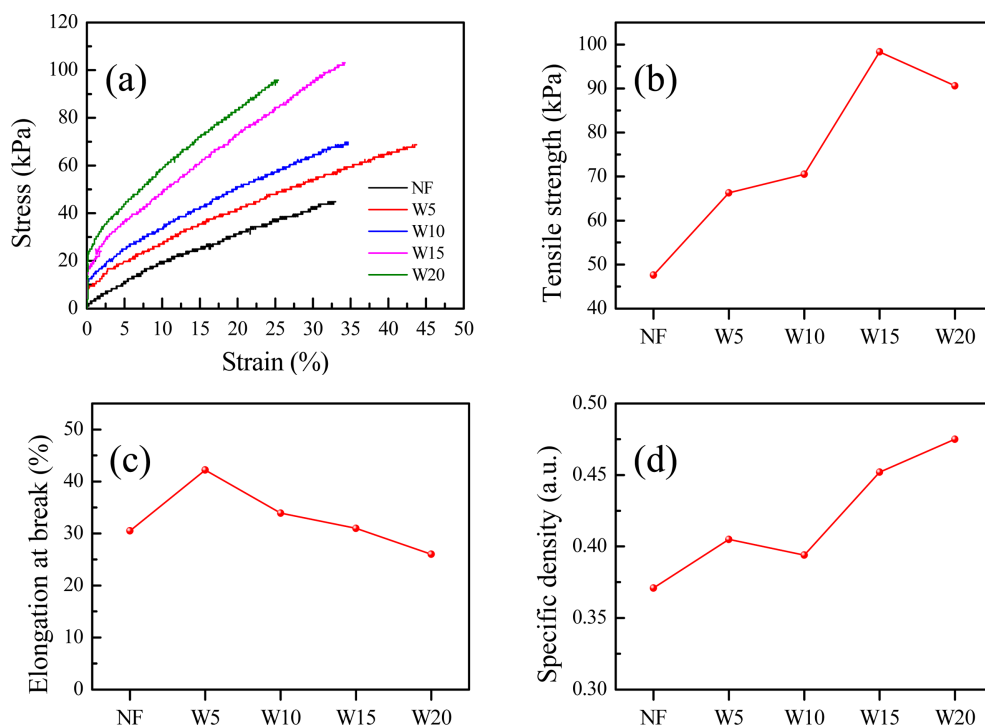 (a)
Stress (kPa)
120
100
80
60
40
20
0
NF
W5
W10
W15
W20
0 5 10 15 20 25 30 35 40 45 50
Strain (%)
(b)
Tensile strength (kPa)
100
90
80
70
60
50
40
NF W5 W10 W15 W20
(c)
Elongation at break (%)
50
40
30
20
10
0
NF W5 W10 W15 W20
(d)
Specific density (a.u.)
0.50
0.45
0.40
0.35
0.30
NF W5 W10 W15 W20